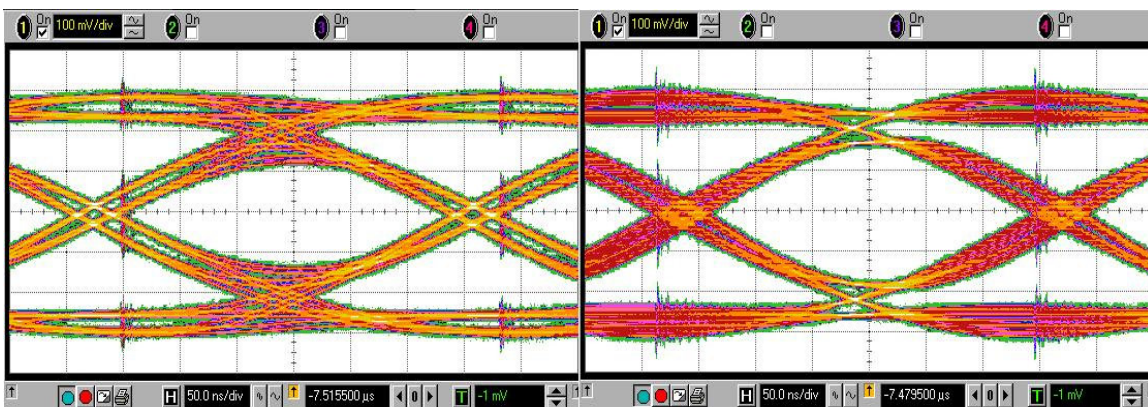 On On On On
1 100 mV/div 2 3 4
On On On On
1 100 mV/div 2 3 4
H 50.0 ns/div -7.515500 µs 0 T -1 mV
H 50.0 ns/div -7.479500 µs 0 T -1 mV